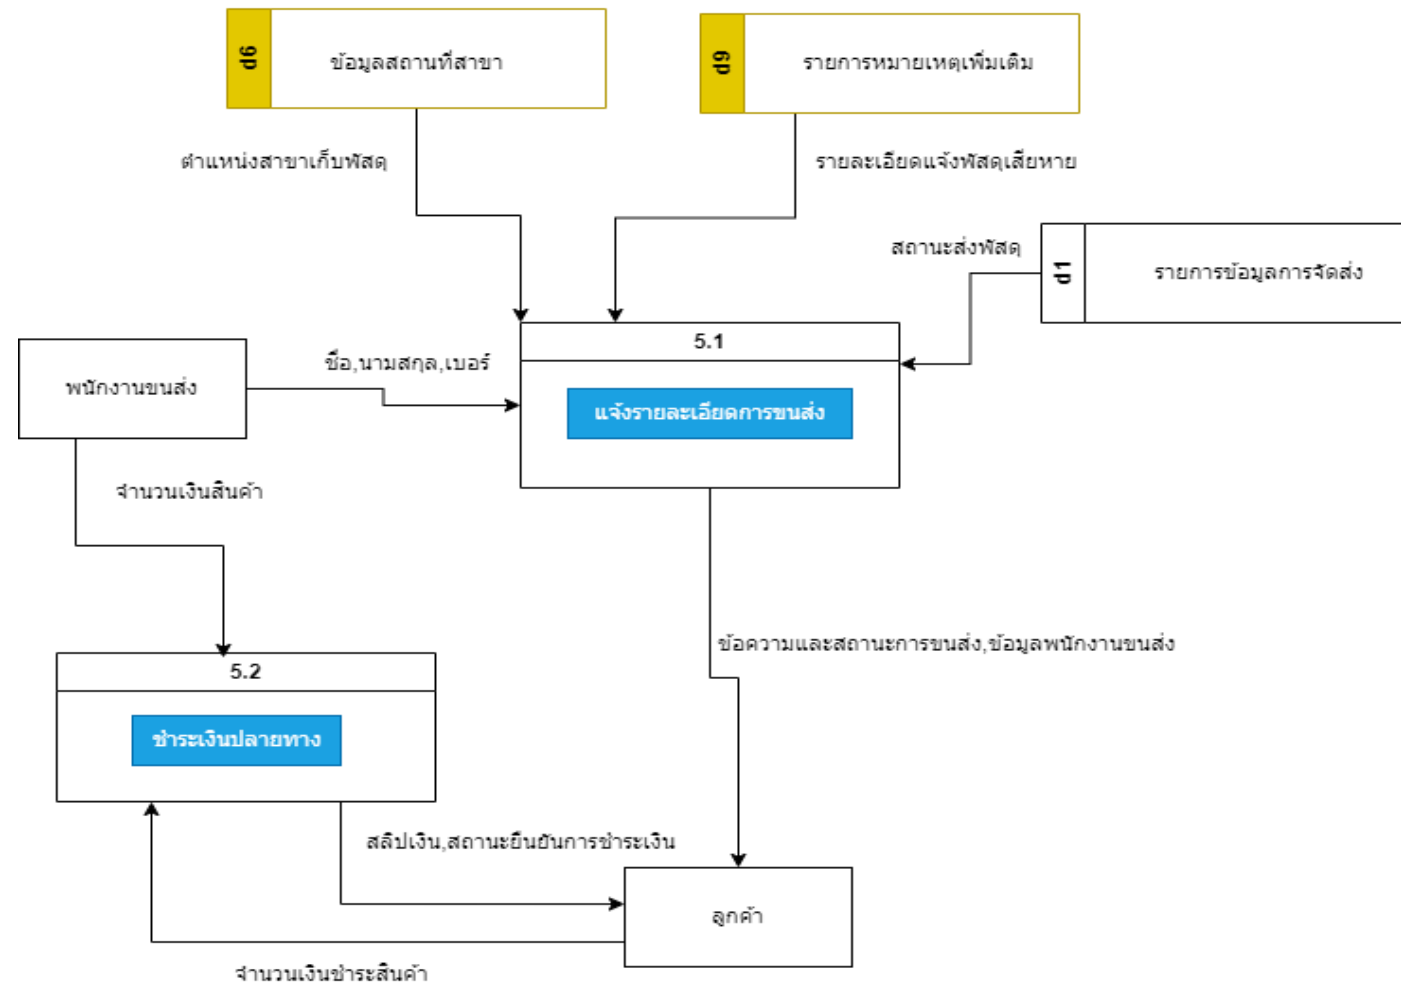 d6
ข้อมูลสถานที่สาขา
d9
รายการหมายเหตุเพิ่มเติม
ตำแหน่งสาขาเก็บพัสดุ
รายละเอียดแจ้งพัสดุเสียหาย
สถานะส่งพัสดุ
d1
รายการข้อมูลการจัดส่ง
5.1
แจ้งรายละเอียดการขนส่ง
พนักงานขนส่ง
ชื่อ,นามสกุล,เบอร์
จำนวนเงินสินค้า
ข้อความและสถานะการขนส่ง,ข้อมูลพนักงานขนส่ง
5.2
ชำระเงินปลายทาง
สลิปเงิน,สถานะยืนยันการชำระเงิน
ลูกค้า
จำนวนเงินชำระสินค้า